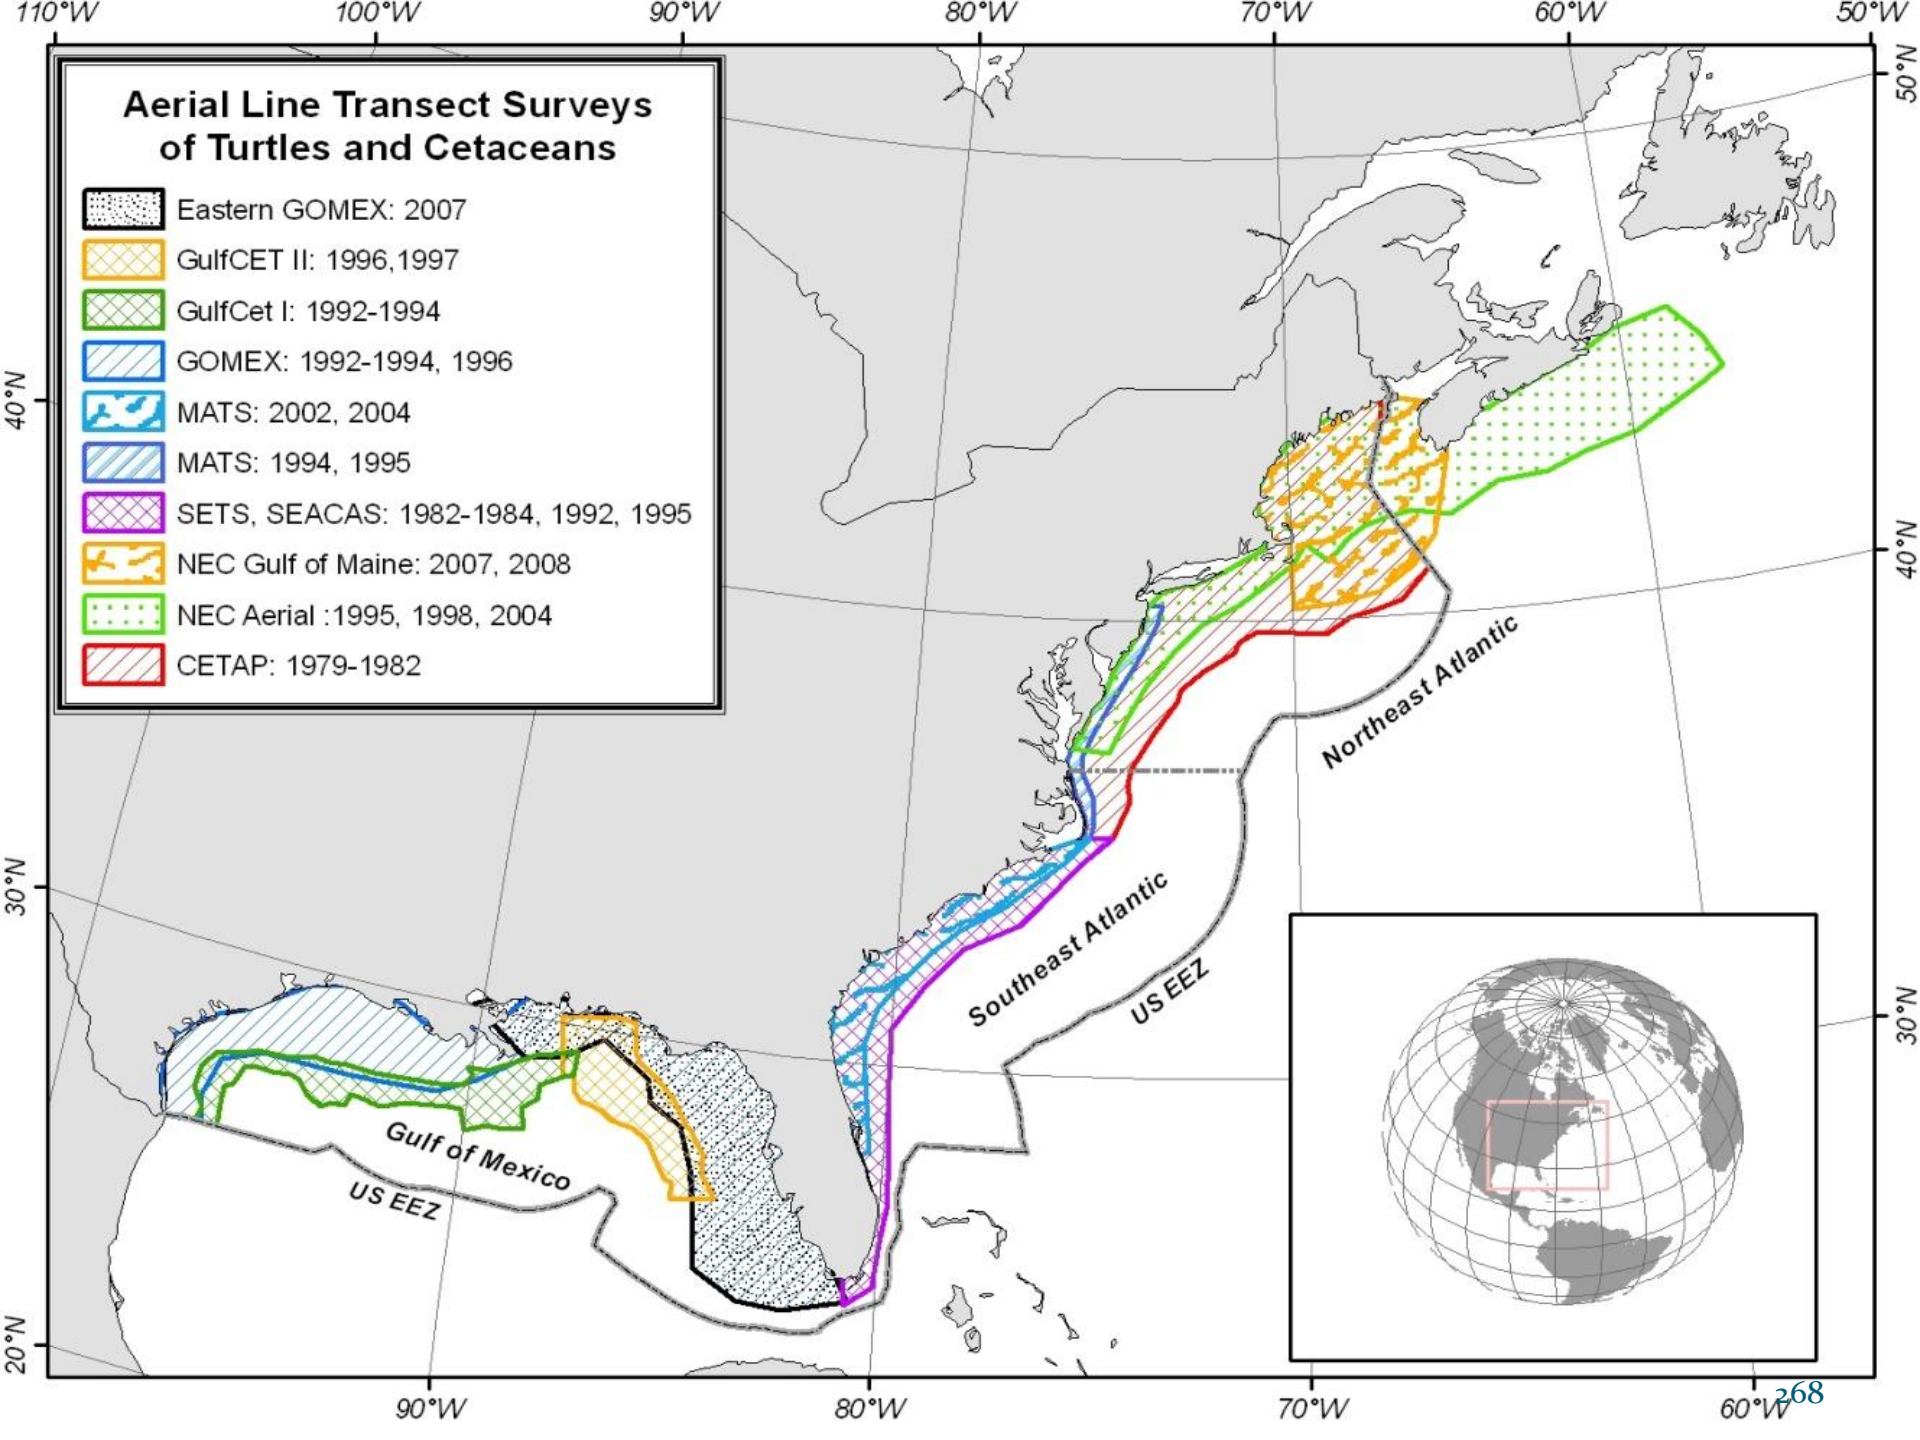 110°W 100°W 90°W 80°W 70°W 60°W 50°W
Aerial Line Transect Surveys
of Turtles and Cetaceans
Eastern GOMEX: 2007
GulfCET II: 1996,1997
GulfCet I: 1992-1994
GOMEX: 1992-1994, 1996
MATS: 2002, 2004
MATS: 1994, 1995
SETS, SEACAS: 1982-1984, 1992, 1995
NEC Gulf of Maine: 2007, 2008
NEC Aerial :1995, 1998, 2004
CETAP: 1979-1982
50°N
40°N
40°N
30°N
30°N
20°N
Northeast Atlantic
Southeast Atlantic
US EEZ
Gulf of Mexico
US EEZ
90°W 80°W 70°W 60°W
268